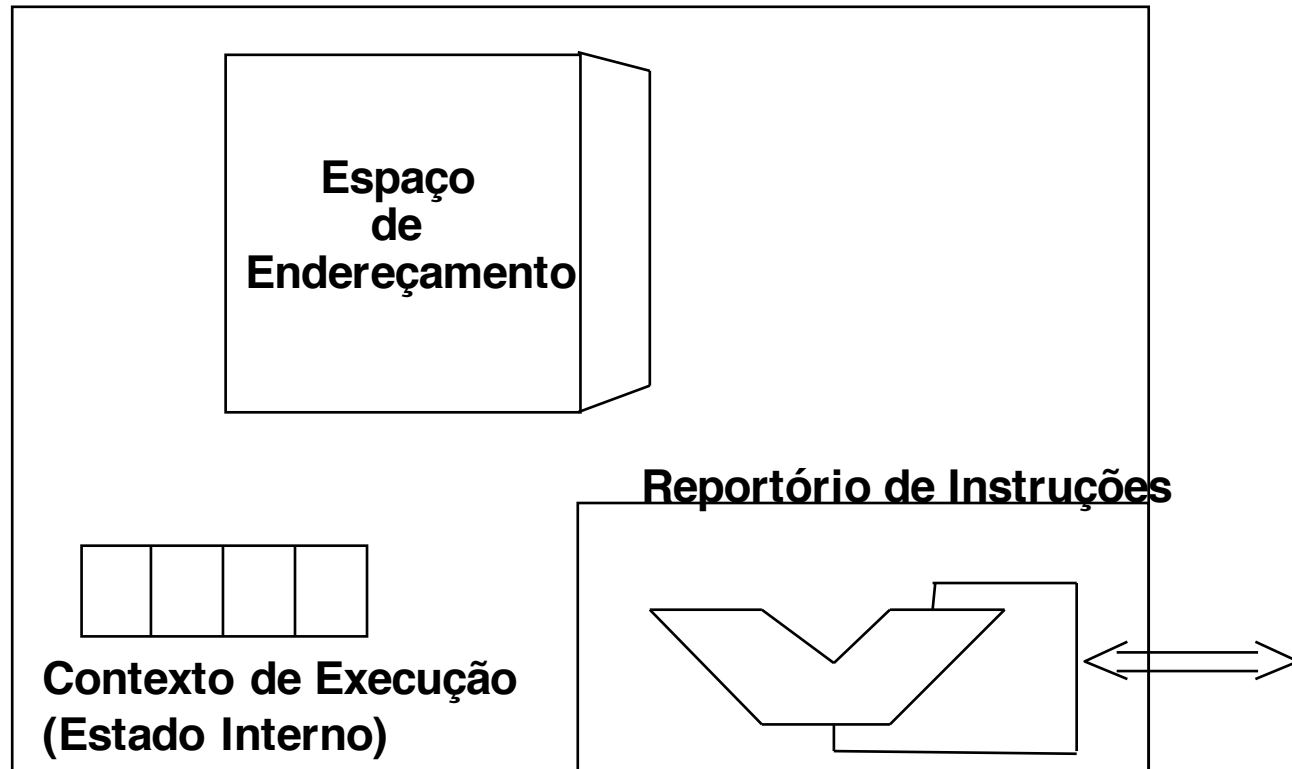 Espaço
de
Endereçamento
Reportório de Instruções
Contexto de Execução
(Estado Interno)